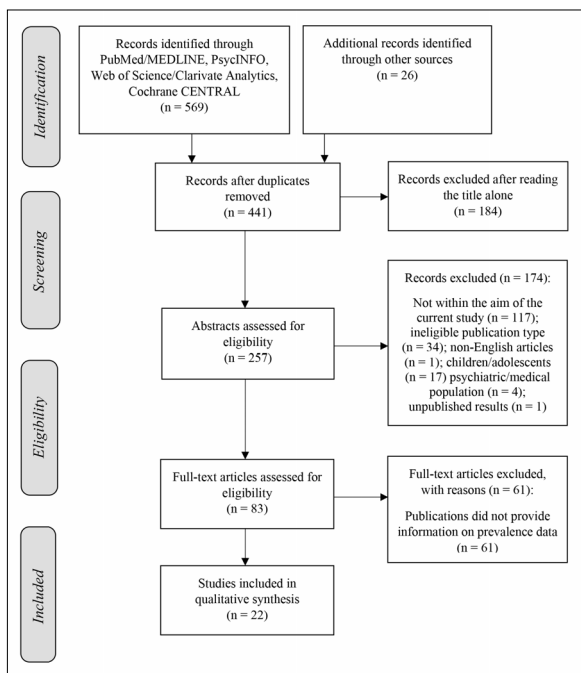 Identification
Records identified through
PubMed/MEDLINE, PsycINFO,
Web of Science/Clarivate Analytics,
Cochrane CENTRAL
(n = 569)
Additional records identified
through other sources
(n = 26)
Records after duplicates
removed
(n = 441)
Records excluded after reading
the title alone
(n = 184)
Screening
Abstracts assessed for
eligibility
(n = 257)
Records excluded (n = 174):
Not within the aim of the
current study (n = 117);
ineligible publication type
(n = 34); non-English articles
(n = 1); children/adolescents
(n = 17) psychiatric/medical
population (n = 4);
unpublished results (n = 1)
Eligibility
Full-text articles assessed for
eligibility
(n = 83)
Full-text articles excluded,
with reasons (n = 61):
Publications did not provide
information on prevalence data
(n = 61)
Included
Studies included in
qualitative synthesis
(n = 22)